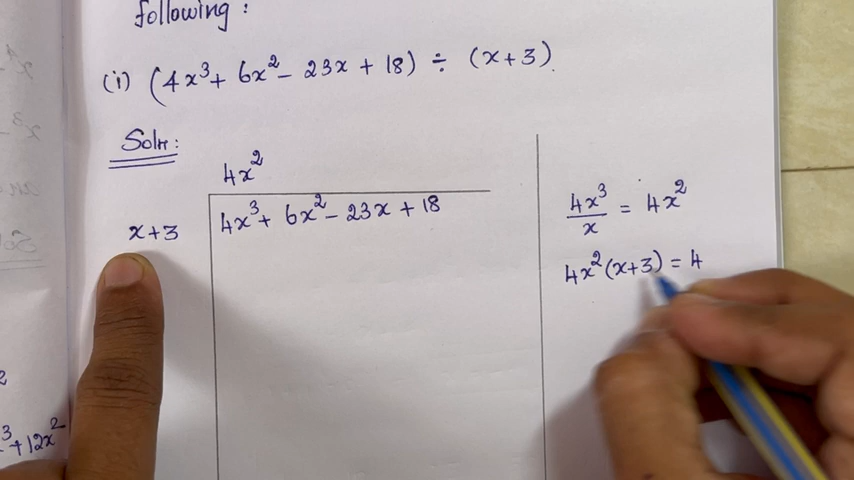 following :
(i) (4x³ + 6x² - 23x + 18) ÷ (x+3).
Soln :
4x²
x+3
4x³ + 6x² - 23x + 18
4x³/x = 4x²
4x²(x+3) = 4
³+12x²